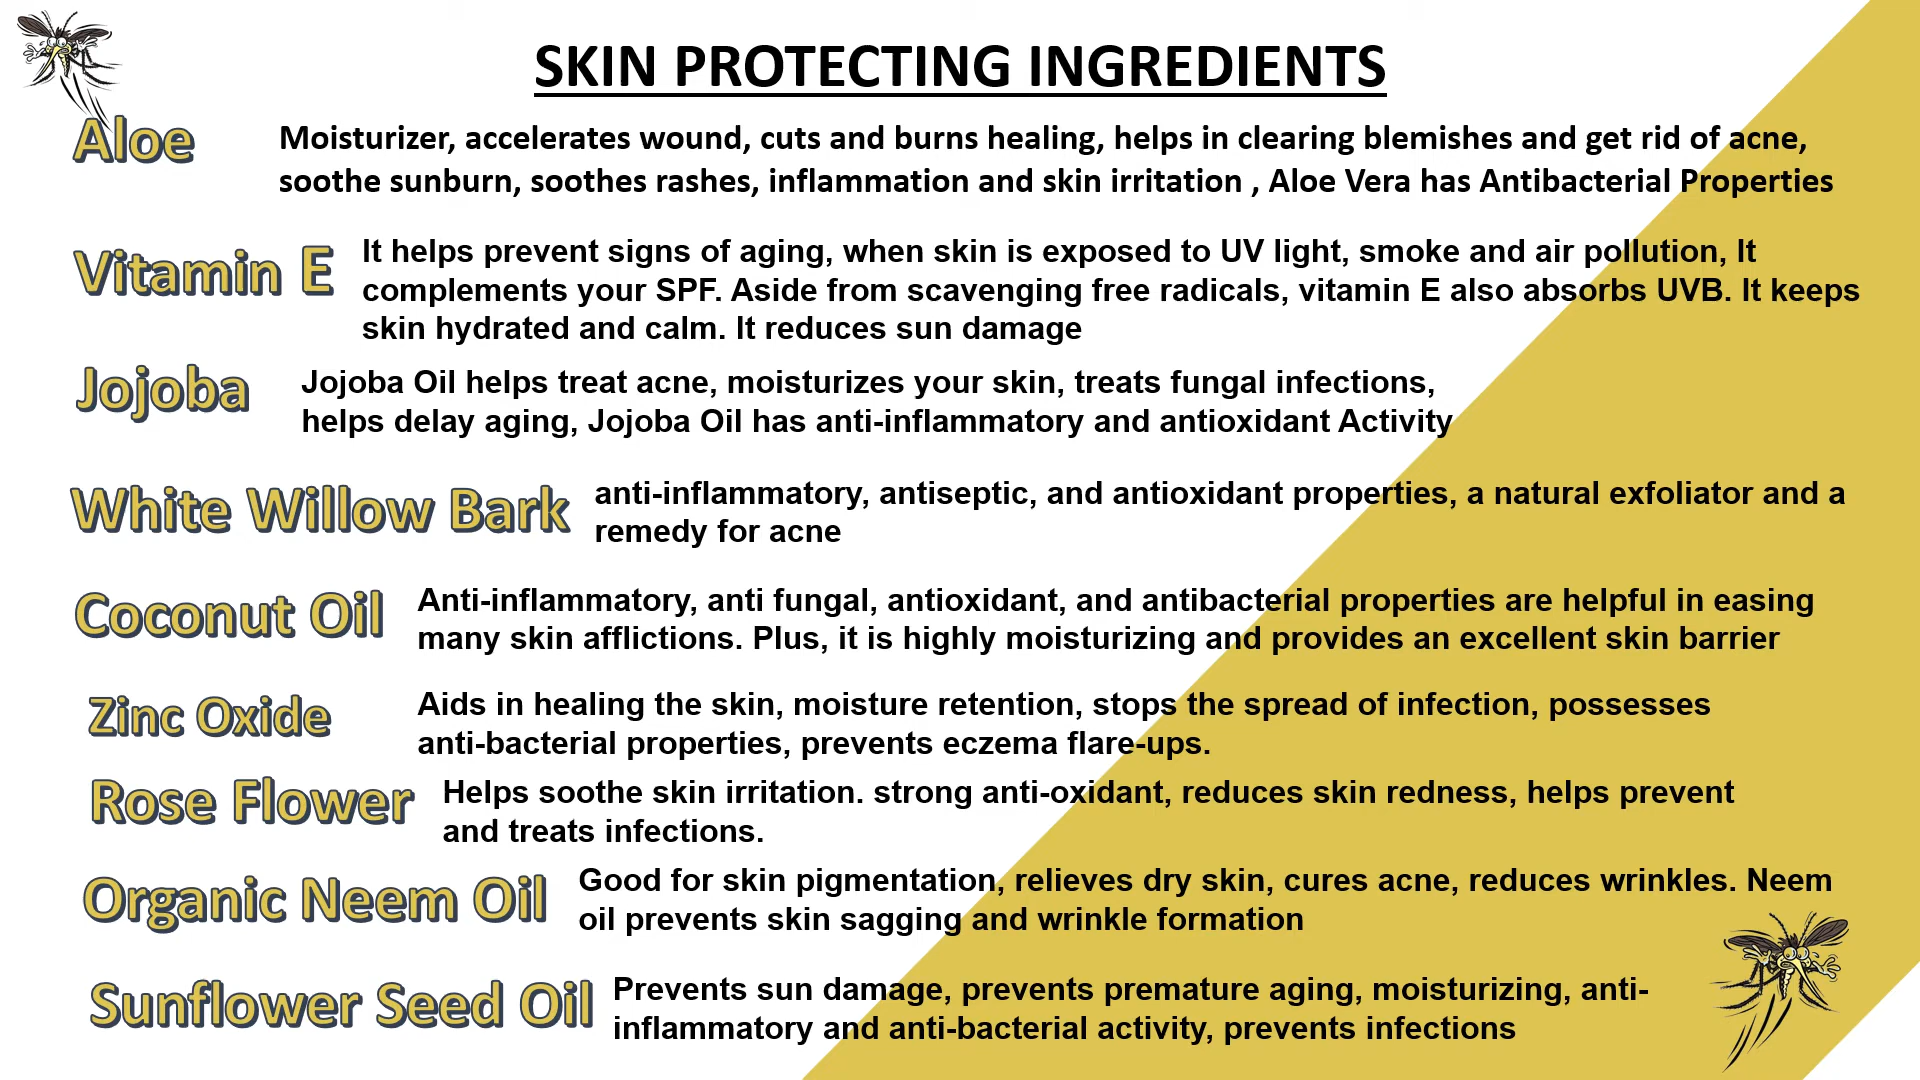 SKIN PROTECTING INGREDIENTS
Aloe
Moisturizer, accelerates wound, cuts and burns healing, helps in clearing blemishes and get rid of acne,
soothe sunburn, soothes rashes, inflammation and skin irritation , Aloe Vera has Antibacterial Properties
Vitamin E
It helps prevent signs of aging, when skin is exposed to UV light, smoke and air pollution, It
complements your SPF. Aside from scavenging free radicals, vitamin E also absorbs UVB. It keeps
skin hydrated and calm. It reduces sun damage
Jojoba
Jojoba Oil helps treat acne, moisturizes your skin, treats fungal infections,
helps delay aging, Jojoba Oil has anti-inflammatory and antioxidant Activity
White Willow Bark
anti-inflammatory, antiseptic, and antioxidant properties, a natural exfoliator and a
remedy for acne
Coconut Oil
Anti-inflammatory, anti fungal, antioxidant, and antibacterial properties are helpful in easing
many skin afflictions. Plus, it is highly moisturizing and provides an excellent skin barrier
Zinc Oxide
Aids in healing the skin, moisture retention, stops the spread of infection, possesses
anti-bacterial properties, prevents eczema flare-ups.
Rose Flower
Helps soothe skin irritation. strong anti-oxidant, reduces skin redness, helps prevent
and treats infections.
Organic Neem Oil
Good for skin pigmentation, relieves dry skin, cures acne, reduces wrinkles. Neem
oil prevents skin sagging and wrinkle formation
Sunflower Seed Oil
Prevents sun damage, prevents premature aging, moisturizing, anti-
inflammatory and anti-bacterial activity, prevents infections